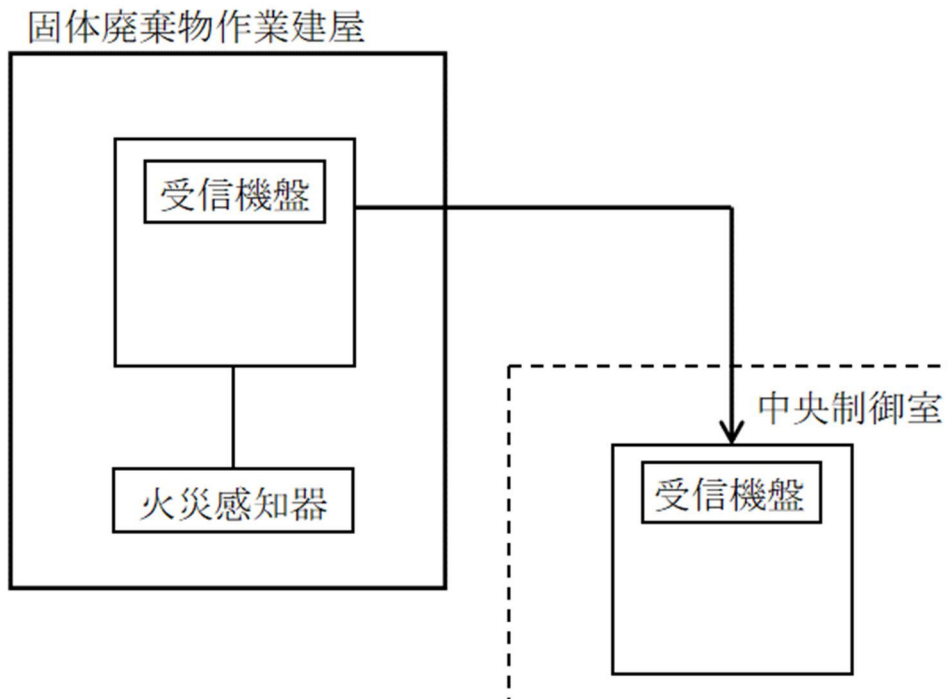 固体廃棄物作業建屋
受信機盤
火災感知器
中央制御室
受信機盤